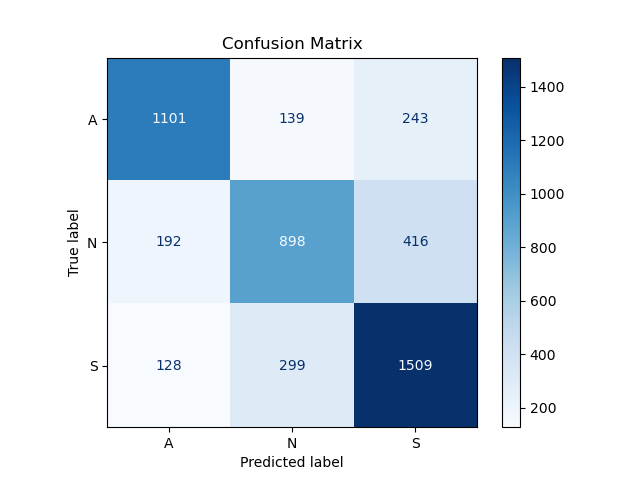 Confusion Matrix
A 1101 139 243
N 192 898 416
S 128 299 1509
A N S
Predicted label
True label
1400
1200
1000
800
600
400
200